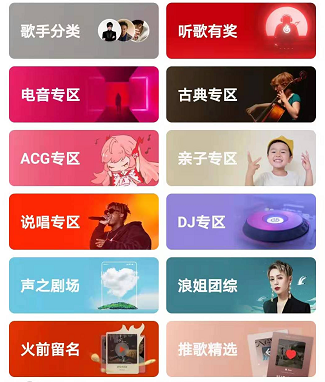 歌手分类
听歌有奖
电音专区
古典专区
ACG专区
亲子专区
说唱专区
DJ专区
声之剧场
浪姐团综
火前留名
推歌精选